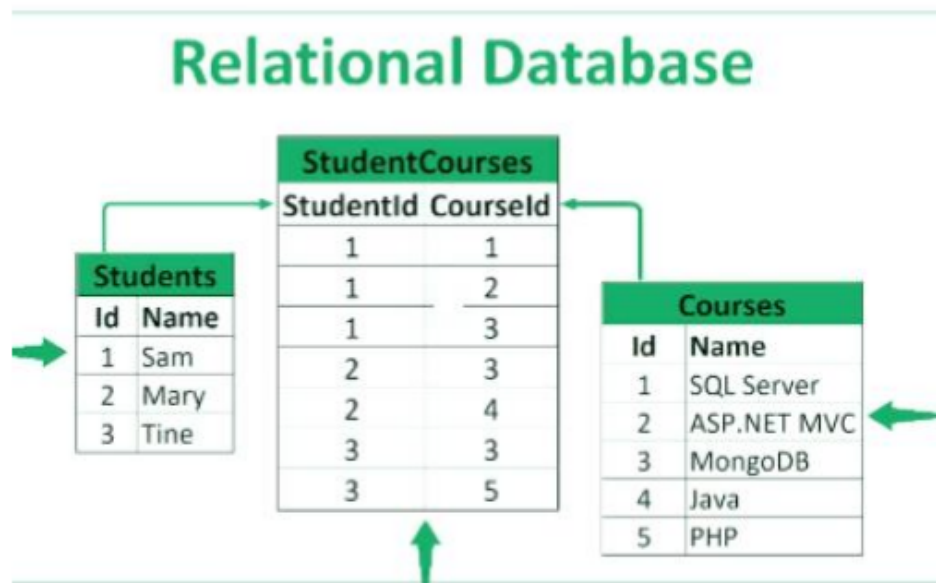 Relational Database
StudentCourses
StudentId CourseId
1 1
1 2
1 3
2 3
2 4
3 3
3 5
Students
Id Name
1 Sam
2 Mary
3 Tine
Courses
Id Name
1 SQL Server
2 ASP.NET MVC
3 MongoDB
4 Java
5 PHP